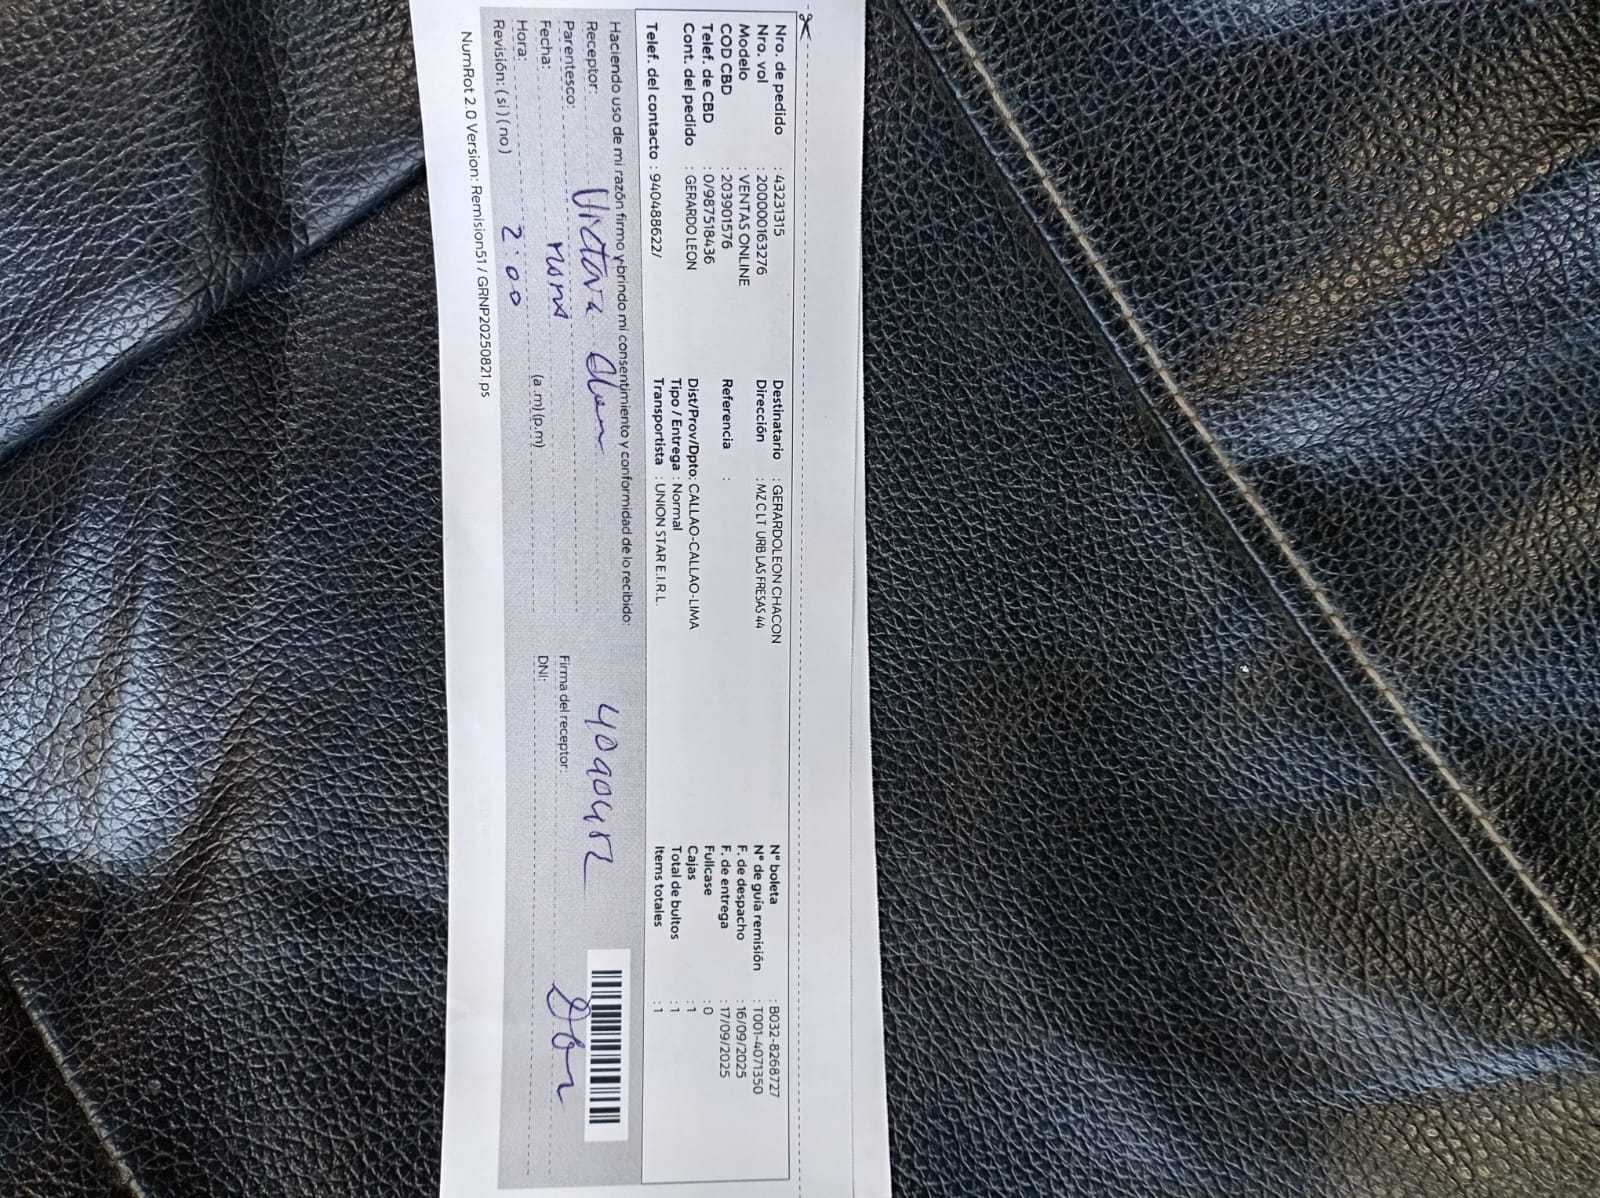 Nro. de pedido : 43231315
Nro. vol : 200000163276
Modelo : VENTAS ONLINE
COD CBD : 203901576
Telef. de CBD : 0/987518436
Cont. del pedido : GERARDO LEON
Telef. del contacto : 940488622/
Destinatario : GERARDOLEON CHACON
Dirección : MZ C LT URB LAS FRESAS 44
Referencia :
Dist/Prov/Dpto: CALLAO-CALLAO-LIMA
Tipo / Entrega : Normal
Transportista : UNION STAR E.I.R.L.
N° boleta : B032-8268727
N° de guia remisión : T001-4071350
F. de despacho : 16/09/2025
F. de entrega : 17/09/2025
Fullcase : 0
Cajas : 1
Total de bultos : 1
Items totales : 1
Haciendo uso de mi razón firmo y brindo mi consentimiento y conformidad de lo recibido:
Receptor:
Parentesco:
Fecha:
Hora: 2:00 (a.m)(p.m)
Revisión: (si)(no)
Firma del receptor:
DNI:
NumRot 2.0 Version: Remision51 / GRNP20250821.ps